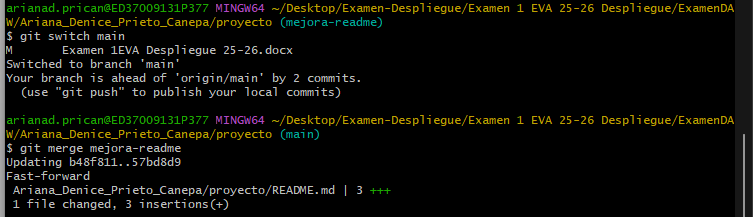 arianad.prican@ED37009131P377 MINGW64 ~/Desktop/Examen-Despliegue/Examen 1 EVA 25-26 Despliegue/ExamenDA
W/Ariana_Denice_Prieto_Canepa/proyecto (mejora-readme)
$ git switch main
M       Examen 1EVA Despliegue 25-26.docx
Switched to branch 'main'
Your branch is ahead of 'origin/main' by 2 commits.
  (use "git push" to publish your local commits)
arianad.prican@ED37009131P377 MINGW64 ~/Desktop/Examen-Despliegue/Examen 1 EVA 25-26 Despliegue/ExamenDA
W/Ariana_Denice_Prieto_Canepa/proyecto (main)
$ git merge mejora-readme
Updating b48f811..57bd8d9
Fast-forward
 Ariana_Denice_Prieto_Canepa/proyecto/README.md | 3 +++
 1 file changed, 3 insertions(+)